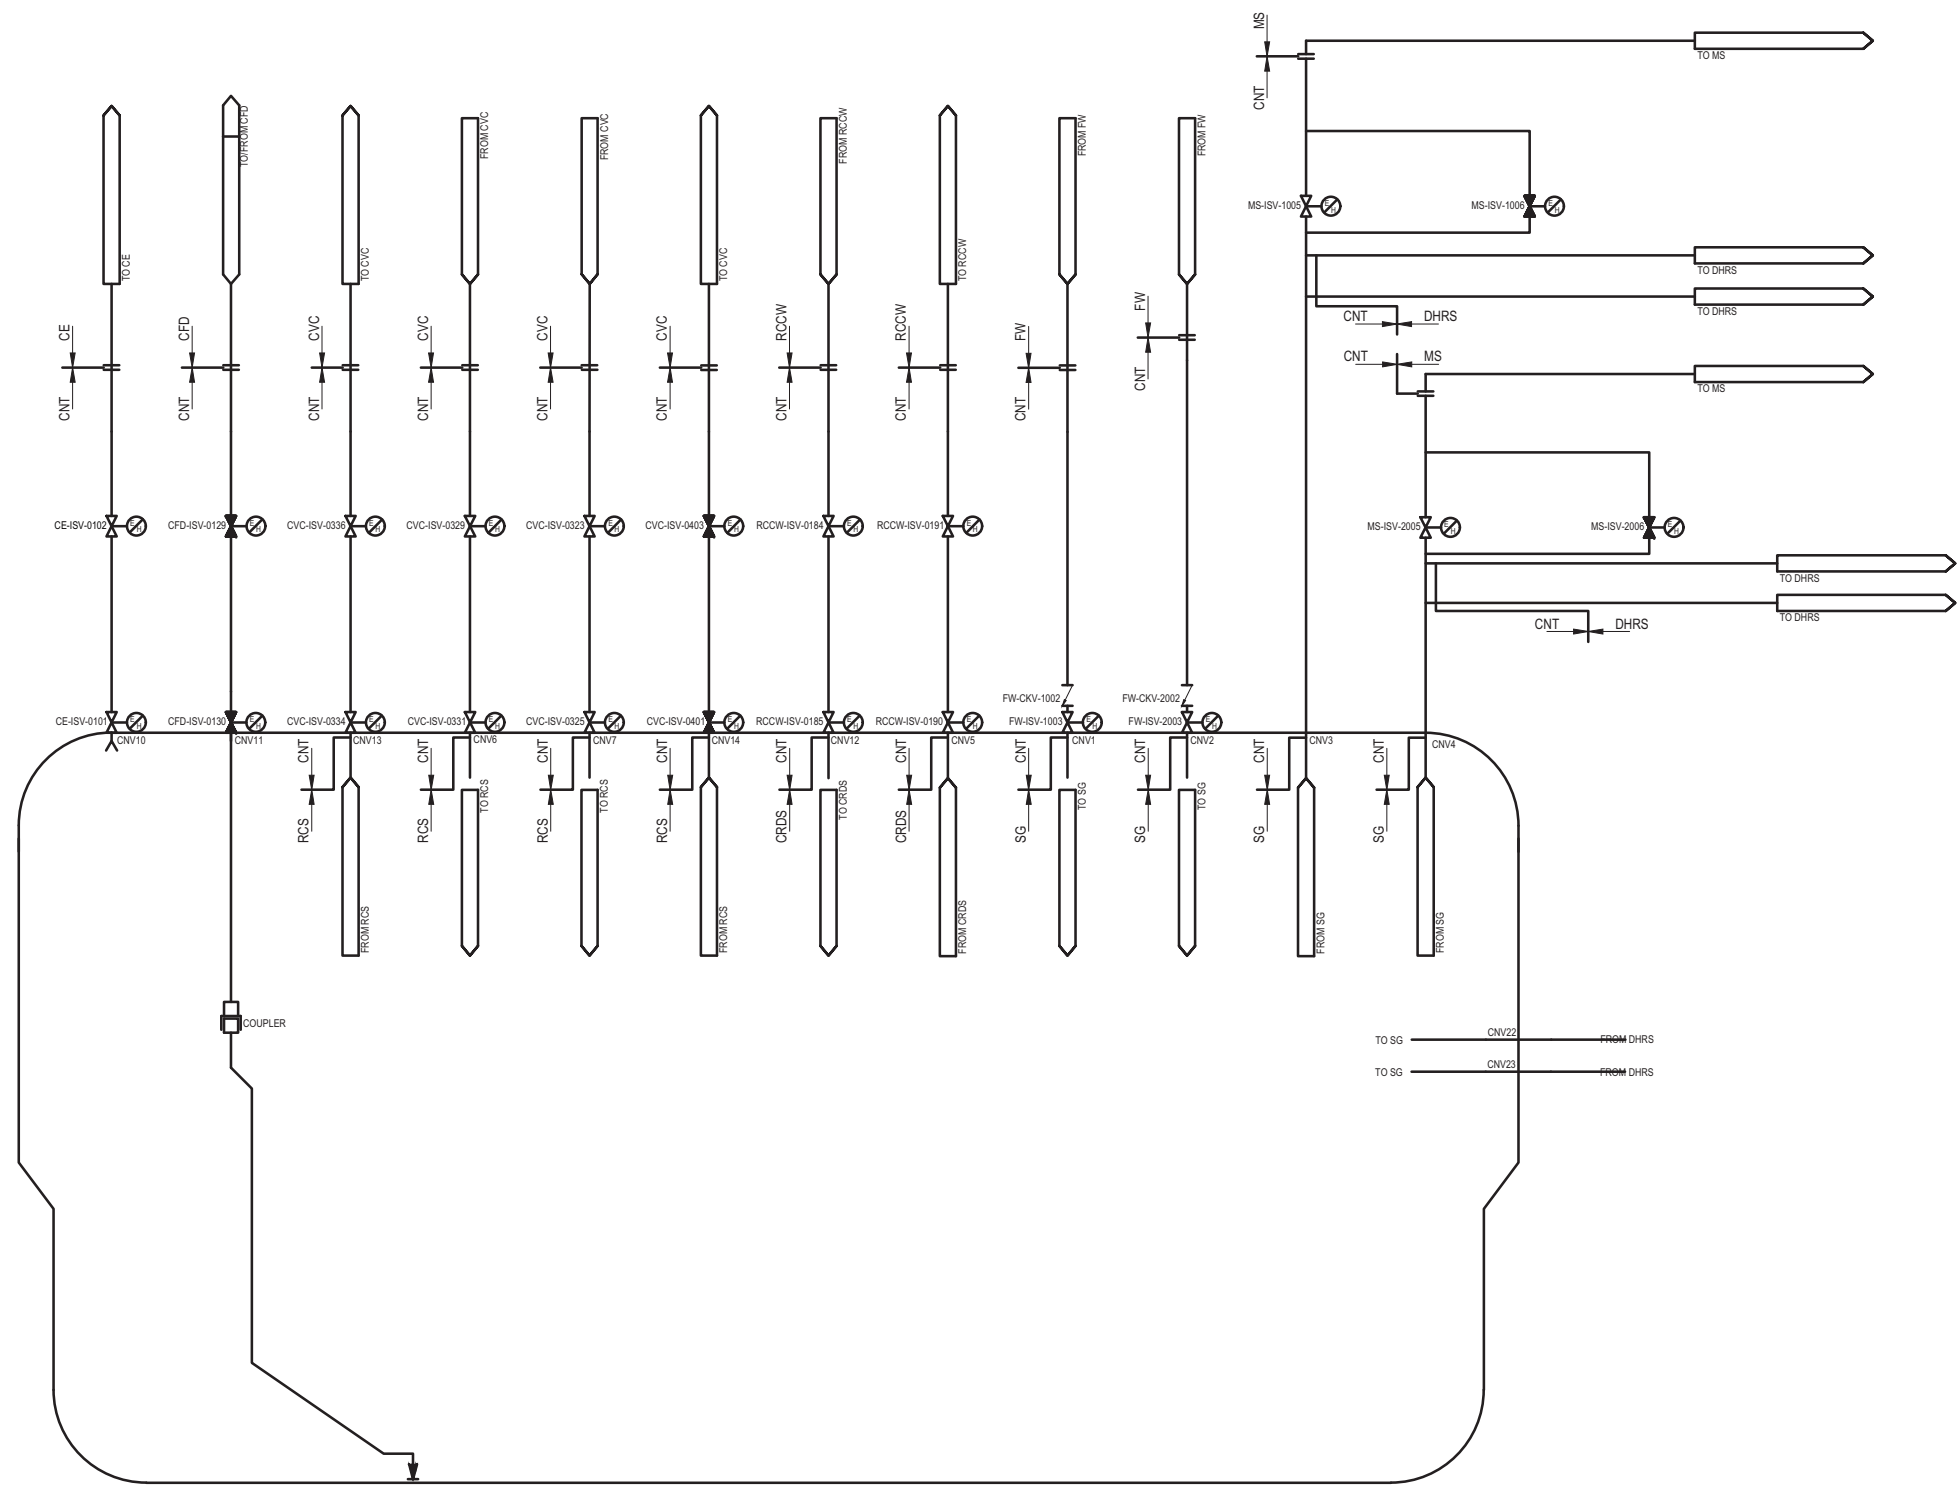 MS
CNT
TO MS
TO CE
TO/FROM CFD
TO CVC
FROM CVC
FROM CVC
TO CVC
FROM RCCW
TO RCCW
FROM FW
FROM FW
MS-ISV-1005
E
H
MS-ISV-1006
E
H
TO DHRS
TO DHRS
CNT
DHRS
CNT
MS
TO MS
CE
CNT
CFD
CNT
CVC
CNT
CVC
CNT
CVC
CNT
CVC
CNT
RCCW
CNT
RCCW
CNT
FW
CNT
FW
CNT
CE-ISV-0102
E
H
CFD-ISV-0129
E
H
CVC-ISV-0336
E
H
CVC-ISV-0329
E
H
CVC-ISV-0323
E
H
CVC-ISV-0403
E
H
RCCW-ISV-0184
E
H
RCCW-ISV-0191
E
H
MS-ISV-2005
E
H
MS-ISV-2006
E
H
TO DHRS
TO DHRS
CNT
DHRS
FW-CKV-1002
FW-CKV-2002
CE-ISV-0101
E
H
CFD-ISV-0130
E
H
CVC-ISV-0334
E
H
CVC-ISV-0331
E
H
CVC-ISV-0325
E
H
CVC-ISV-0401
E
H
RCCW-ISV-0185
E
H
RCCW-ISV-0190
E
H
FW-ISV-1003
E
H
FW-ISV-2003
E
H
CNV10
CNV11
CNV13
CNV6
CNV7
CNV14
CNV12
CNV5
CNV1
CNV2
CNV3
CNV4
CNT
RCS
CNT
RCS
CNT
RCS
CNT
RCS
CNT
CRDS
CNT
CRDS
CNT
SG
CNT
SG
CNT
SG
CNT
SG
FROM RCS
TO RCS
TO RCS
FROM RCS
TO CRDS
FROM CRDS
TO SG
TO SG
FROM SG
FROM SG
COUPLER
TO SG
CNV22
FROM DHRS
TO SG
CNV23
FROM DHRS